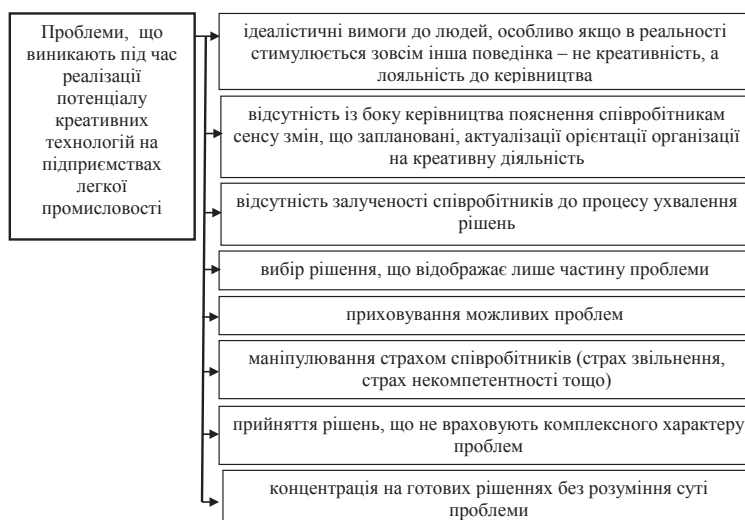 Проблеми, що
виникають під час
реалізації
потенціалу
креативних
технологій на
підприємствах
легкої
промисловості
ідеалістичні вимоги до людей, особливо якщо в реальності
стимулюється зовсім інша поведінка – не креативність, а
лояльність до керівництва
відсутність із боку керівництва пояснення співробітникам
сенсу змін, що заплановані, актуалізації орієнтації організації
на креативну діяльність
відсутність залученості співробітників до процесу ухвалення
рішень
вибір рішення, що відображає лише частину проблеми
приховування можливих проблем
маніпулювання страхом співробітників (страх звільнення,
страх некомпетентності тощо)
прийняття рішень, що не враховують комплексного характеру
проблем
концентрація на готових рішеннях без розуміння суті
проблеми